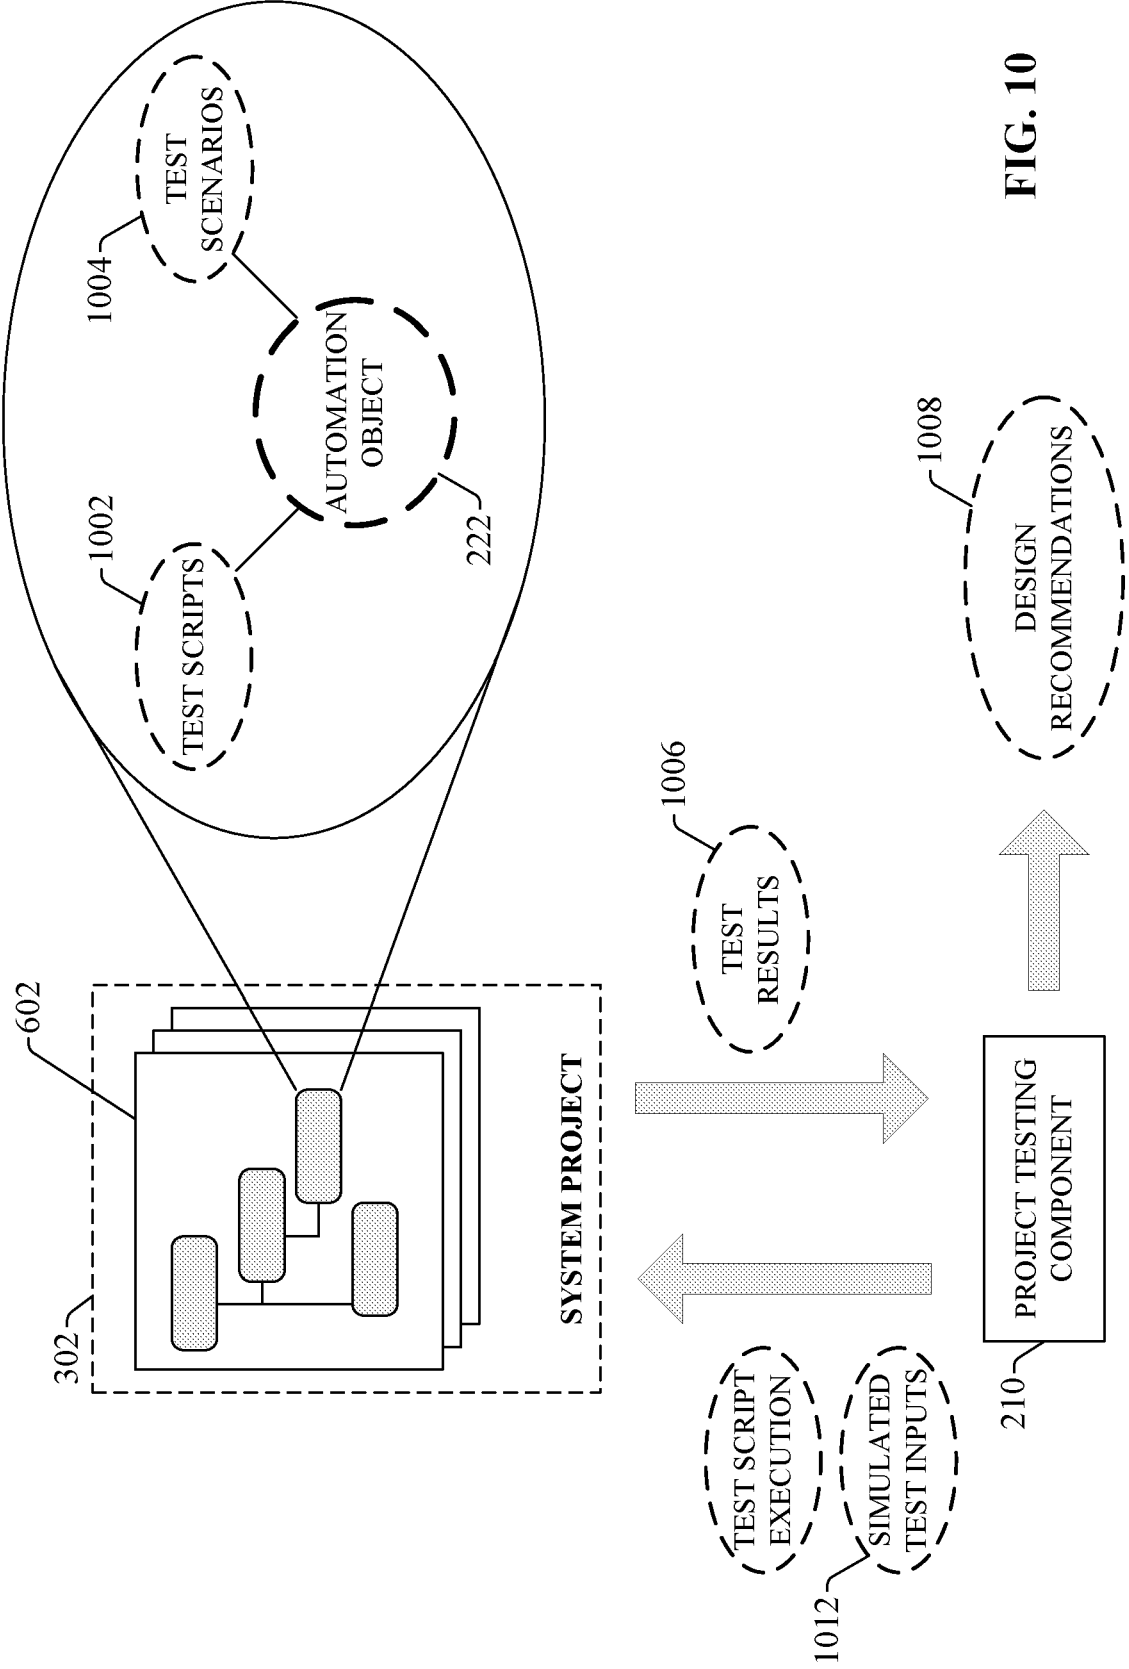 602
302
SYSTEM PROJECT
1002
TEST SCRIPTS
1004
TEST
SCENARIOS
AUTOMATION
OBJECT
222
TEST SCRIPT
EXECUTION
SIMULATED
TEST INPUTS
1012
1006
TEST
RESULTS
PROJECT TESTING
COMPONENT
210
1008
DESIGN
RECOMMENDATIONS
FIG. 10